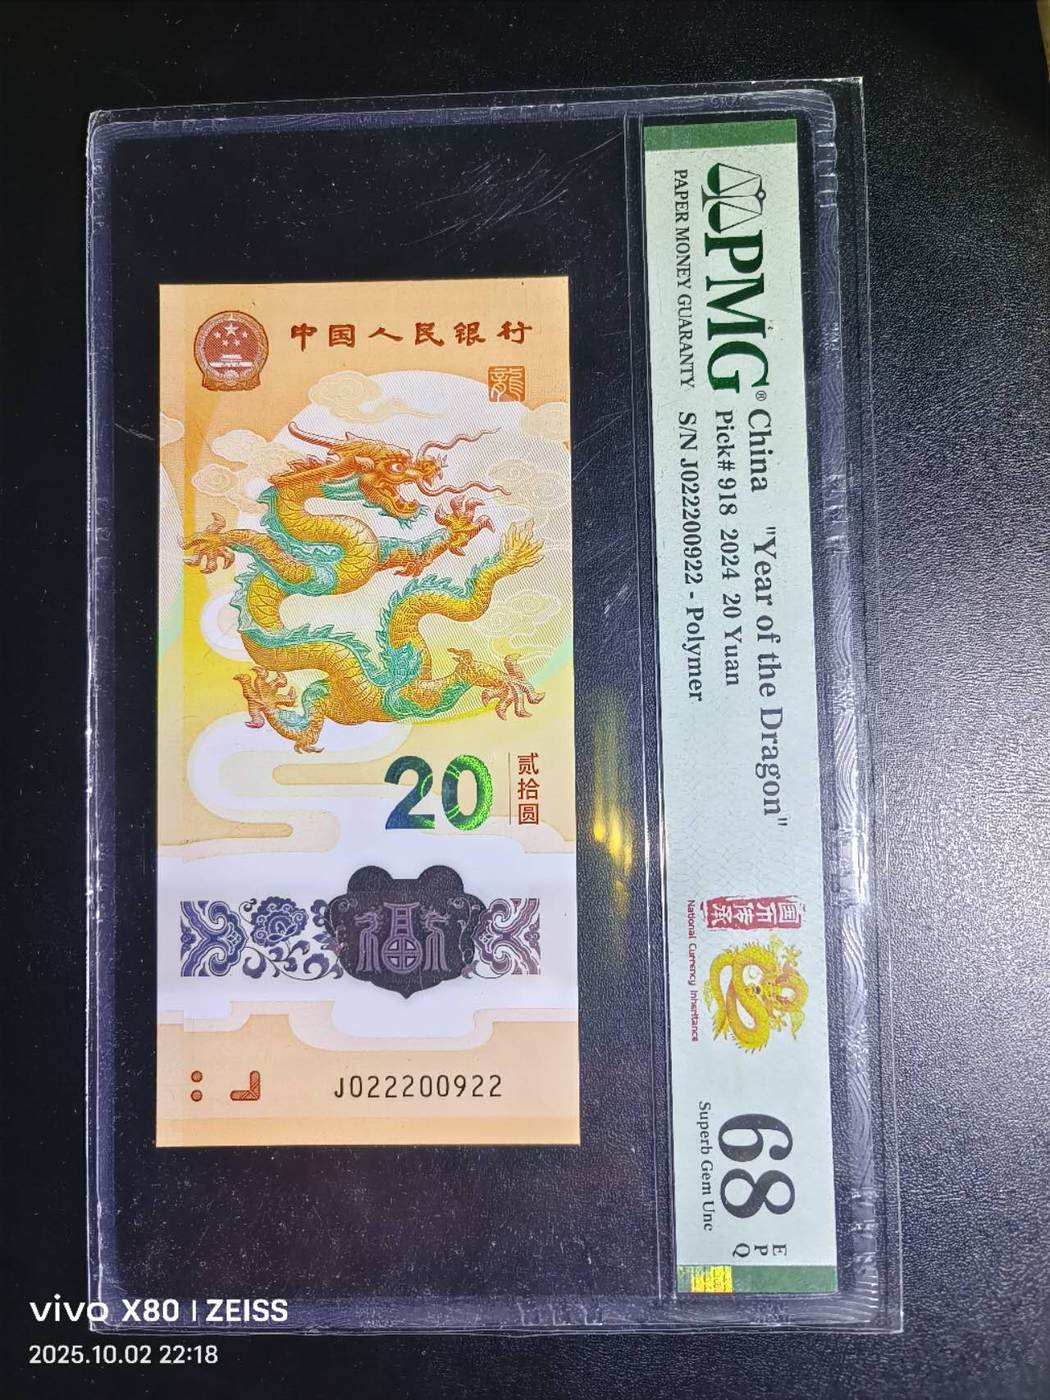 中国人民银行
龍
20
贰拾圆
福
J022200922
PMG®
PAPER MONEY GUARANTY
China "Year of the Dragon"
Pick# 918 2024 20 Yuan
S/N J022200922 - Polymer
国币传承
National Currency Inheritance
68
EPQ
Superb Gem Unc
vivo X80 | ZEISS
2025.10.02 22:18